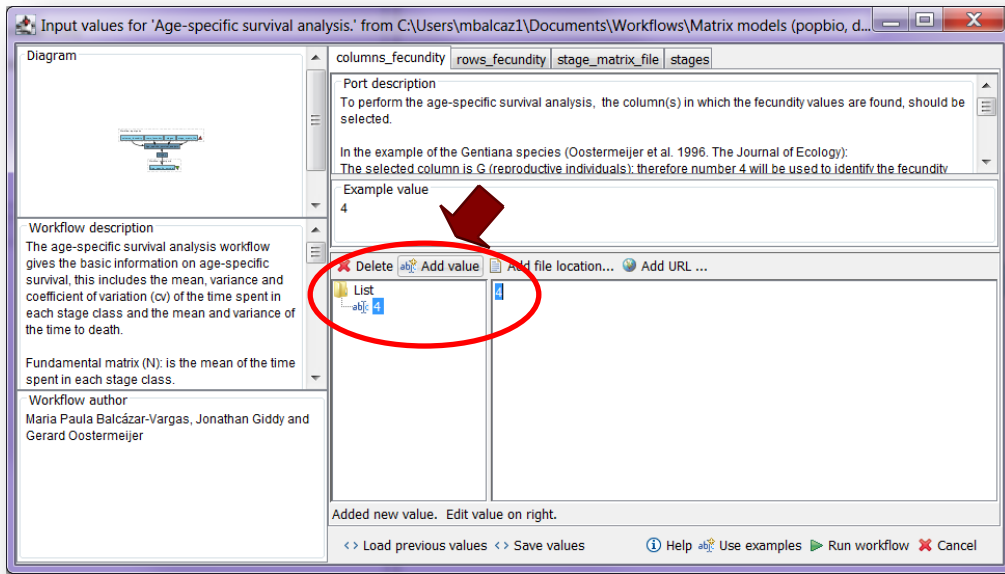 Input values for 'Age-specific survival analysis.' from C:\Users\mbalcaz1\Documents\Workflows\Matrix models (popbio, d...
Diagram
Workflow description
The age-specific survival analysis workflow
gives the basic information on age-specific
survival, this includes the mean, variance and
coefficient of variation (cv) of the time spent in
each stage class and the mean and variance of
the time to death.
Fundamental matrix (N): is the mean of the time
spent in each stage class.
Workflow author
Maria Paula Balcázar-Vargas, Jonathan Giddy and
Gerard Oostermeijer
columns_fecundity rows_fecundity stage_matrix_file stages
Port description
To perform the age-specific survival analysis, the column(s) in which the fecundity values are found, should be
selected.
In the example of the Gentiana species (Oostermeijer et al. 1996. The Journal of Ecology):
The selected column is G (reproductive individuals); therefore number 4 will be used to identify the fecundity
Example value
4
Delete Add value Add file location... Add URL ...
List
4
4
Added new value. Edit value on right.
Load previous values Save values Help Use examples Run workflow Cancel